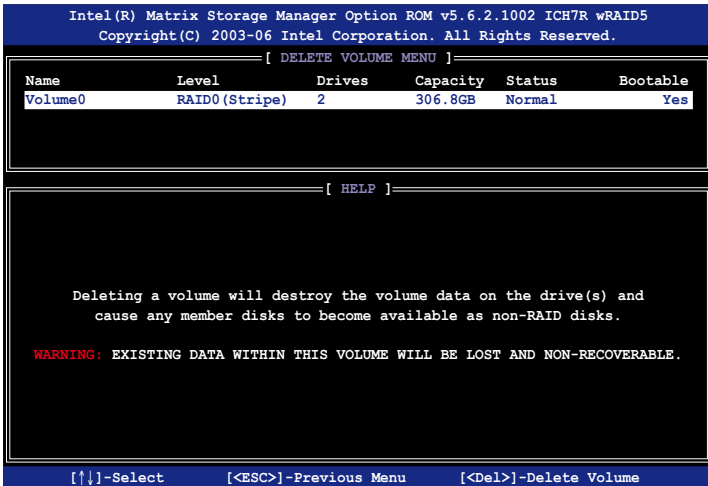 Intel(R) Matrix Storage Manager Option ROM v5.6.2.1002 ICH7R wRAID5
Copyright(C) 2003-06 Intel Corporation. All Rights Reserved.
[ DELETE VOLUME MENU ]
Name Level Drives Capacity Status Bootable
Volume0 RAID0(Stripe) 2 306.8GB Normal Yes
[ HELP ]
Deleting a volume will destroy the volume data on the drive(s) and
cause any member disks to become available as non-RAID disks.
WARNING: EXISTING DATA WITHIN THIS VOLUME WILL BE LOST AND NON-RECOVERABLE.
[↑↓]-Select [<ESC>]-Previous Menu [<Del>]-Delete Volume